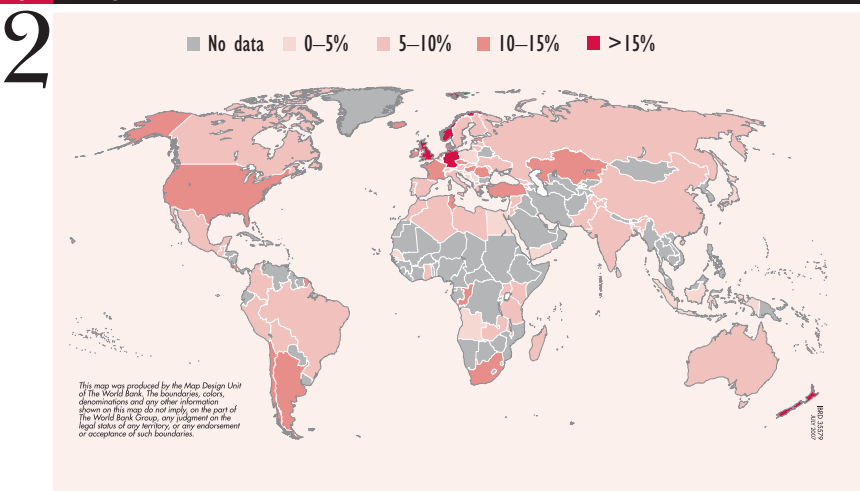 2
No data 0–5% 5–10% 10–15% >15%
This map was produced by the Map Design Unit
of The World Bank. The boundaries, colors,
denominations and any other information
shown on this map do not imply, on the part of
The World Bank Group, any judgment on the
legal status of any territory, or any endorsement
or acceptance of such boundaries.
IBRD 35579
JULY 2007